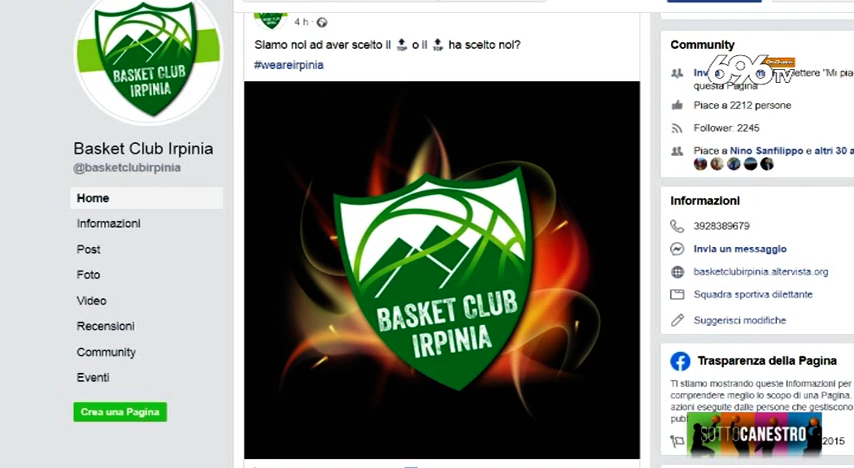 BASKET CLUB
IRPINIA
Basket Club Irpinia
@basketclubirpinia
Home
Informazioni
Post
Foto
Video
Recensioni
Community
Eventi
Crea una Pagina
4 h ·
Siamo noi ad aver scelto il TOP o il TOP ha scelto noi?
#weareirpinia
BASKET CLUB
IRPINIA
Community
696 TV
questa Pagina
Piace a 2212 persone
Follower: 2245
Piace a Nino Sanfilippo e altri 30
Informazioni
3928389679
Invia un messaggio
basketclubirpinia.altervista.org
Squadra sportiva dilettante
Suggerisci modifiche
Trasparenza della Pagina
Ti stiamo mostrando queste informazioni per
comprendere meglio lo scopo di una Pagina.
azioni eseguite dalle persone che gestiscono
SOTTOCANESTRO
2015